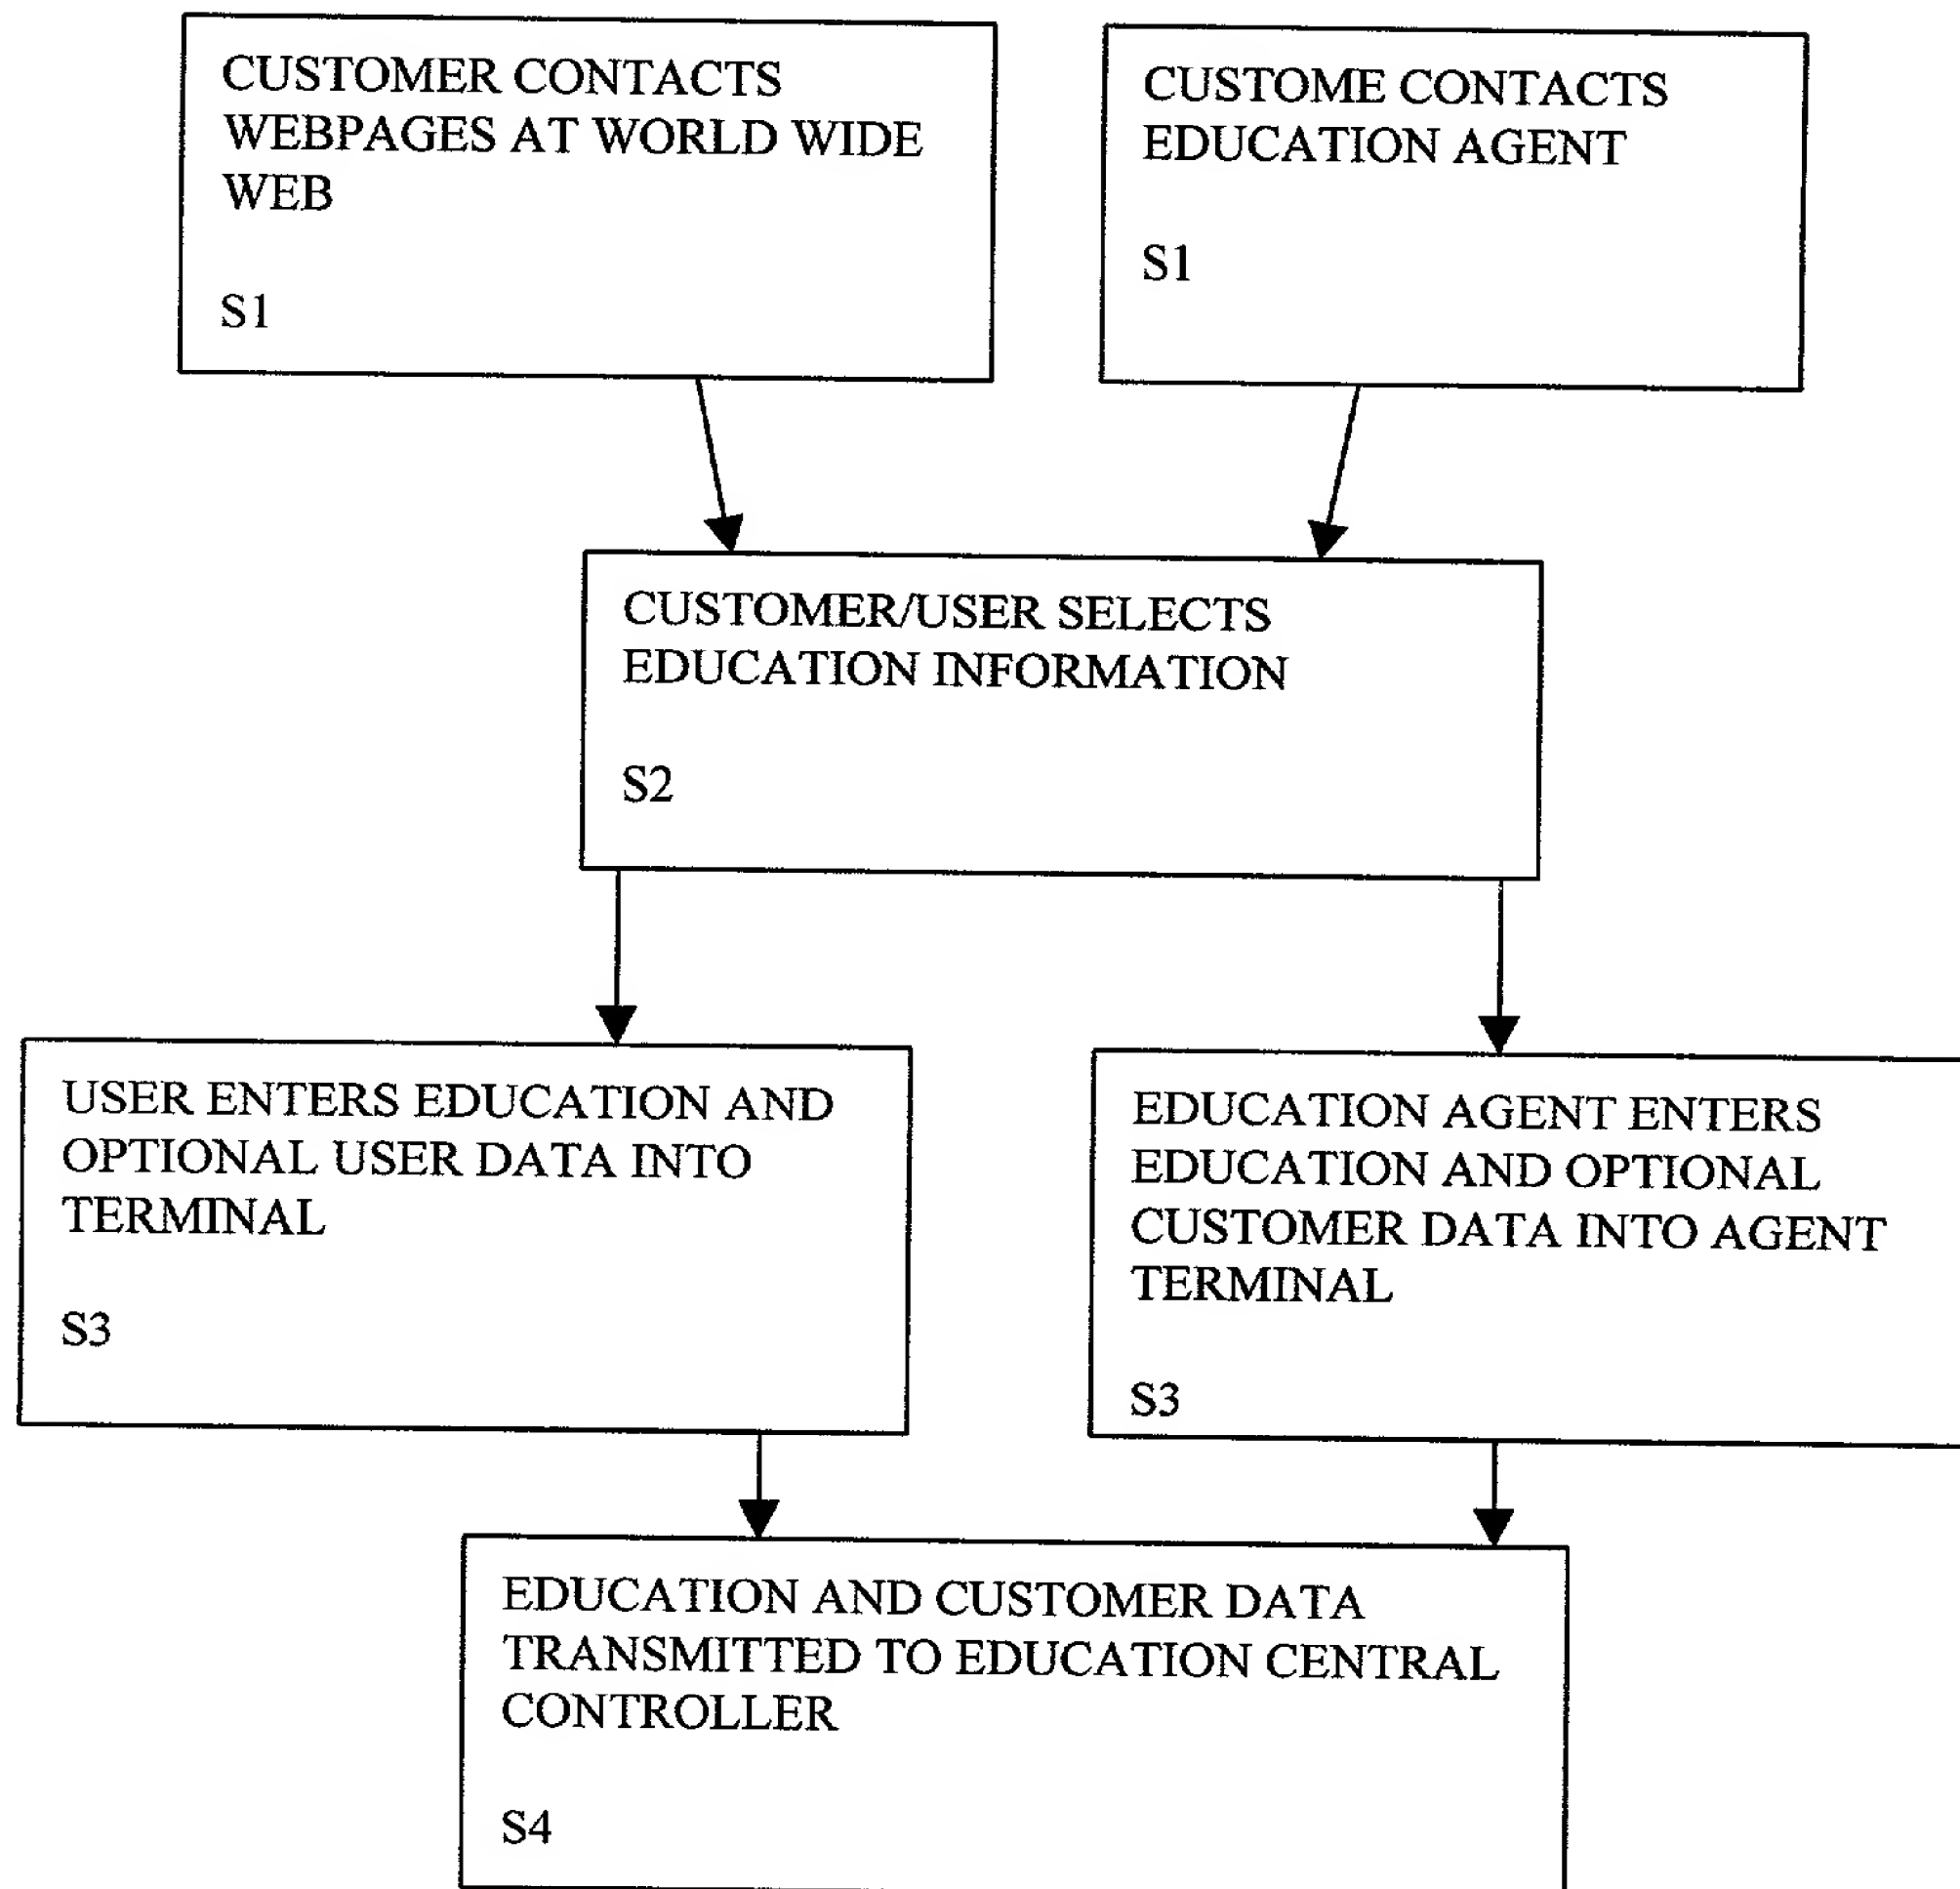 CUSTOMER CONTACTS
WEBPAGES AT WORLD WIDE
WEB
S1
CUSTOME CONTACTS
EDUCATION AGENT
S1
CUSTOMER/USER SELECTS
EDUCATION INFORMATION
S2
USER ENTERS EDUCATION AND
OPTIONAL USER DATA INTO
TERMINAL
S3
EDUCATION AGENT ENTERS
EDUCATION AND OPTIONAL
CUSTOMER DATA INTO AGENT
TERMINAL
S3
EDUCATION AND CUSTOMER DATA
TRANSMITTED TO EDUCATION CENTRAL
CONTROLLER
S4